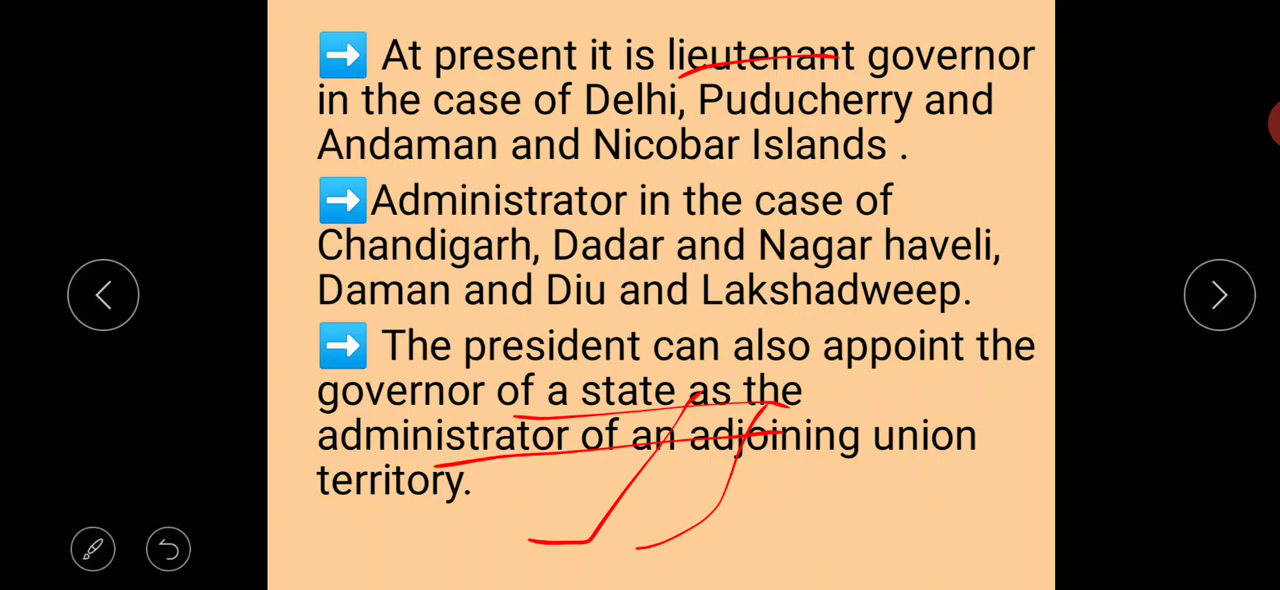 ➡️ At present it is lieutenant governor
in the case of Delhi, Puducherry and
Andaman and Nicobar Islands .
➡️Administrator in the case of
Chandigarh, Dadar and Nagar haveli,
Daman and Diu and Lakshadweep.
➡️ The president can also appoint the
governor of a state as the
administrator of an adjoining union
territory.